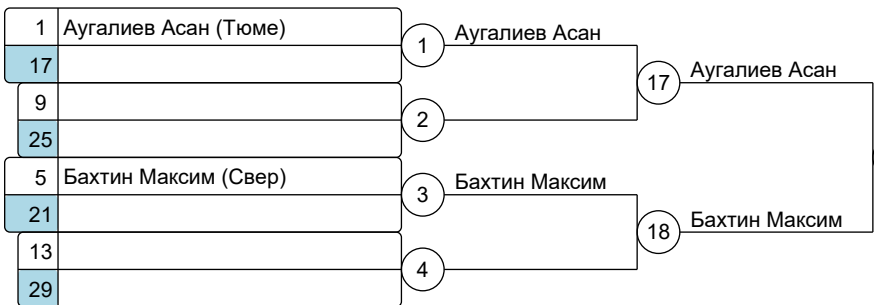 1 Аугалиев Асан (Тюме)
17
1 Аугалиев Асан
9
25
2
17 Аугалиев Асан
5 Бахтин Максим (Свер)
21
3 Бахтин Максим
13
29
4
18 Бахтин Максим